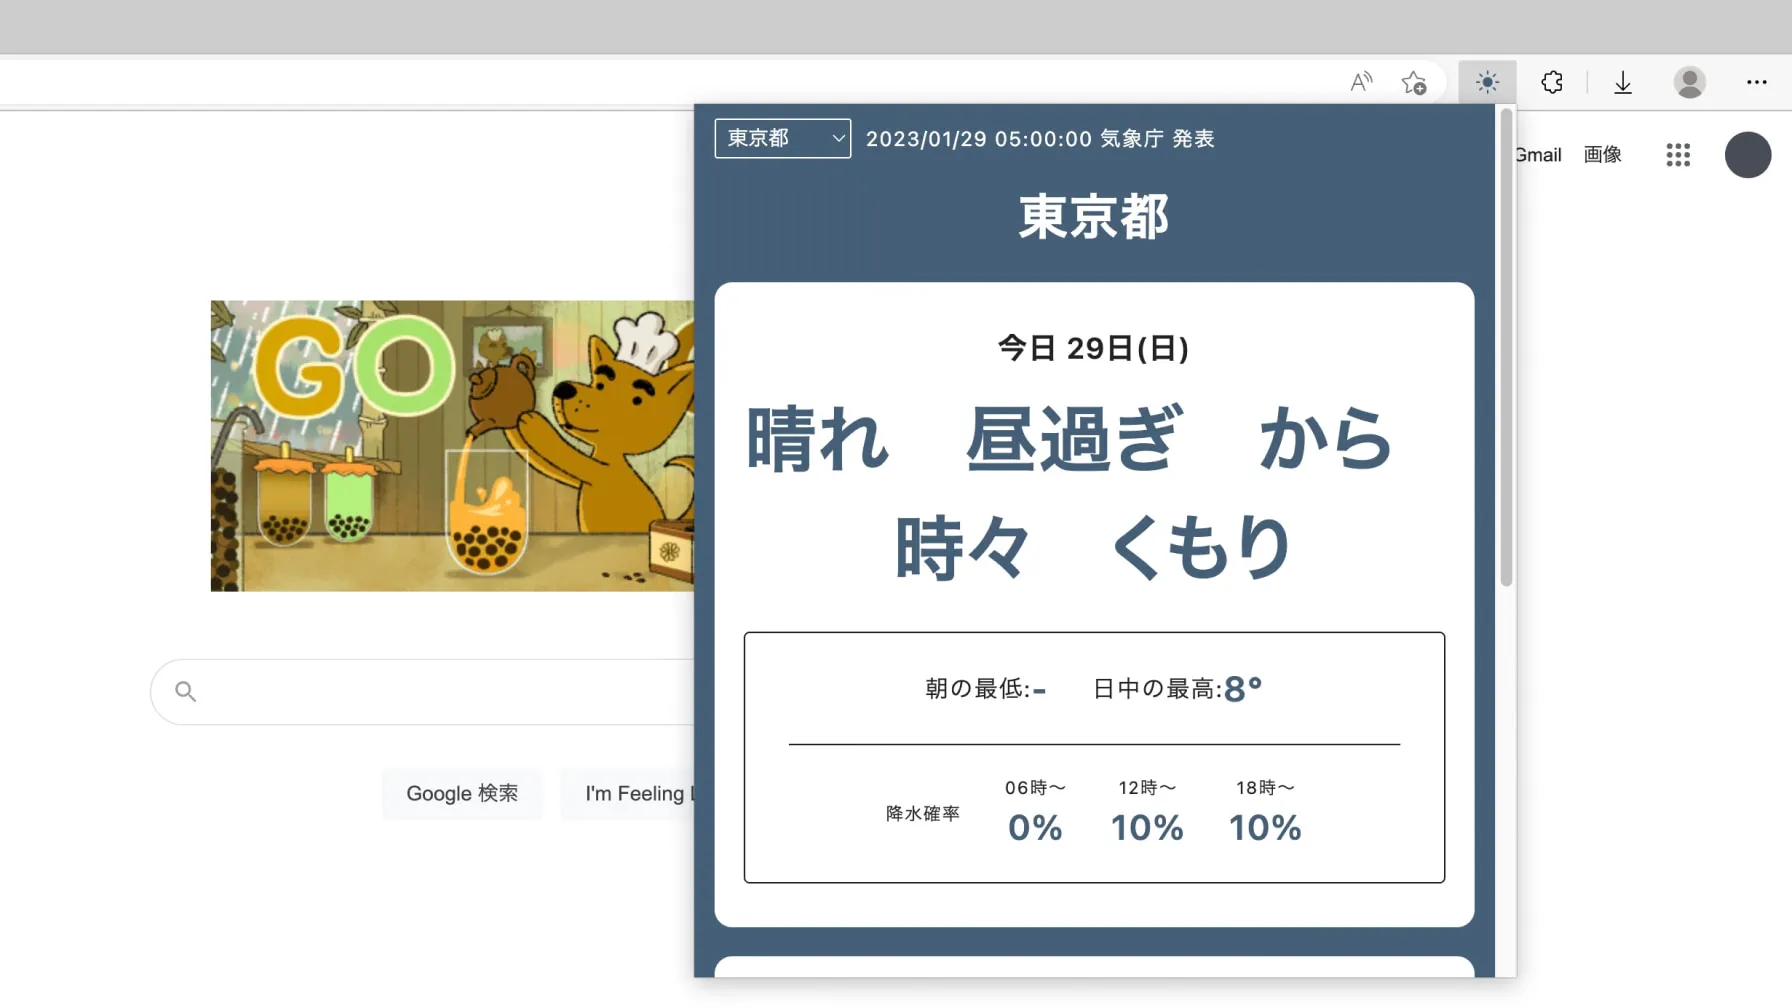 東京都 2023/01/29 05:00:00 気象庁 発表
Gmail 画像
東京都
GO
今日 29日(日)
晴れ　昼過ぎ　から
時々　くもり
朝の最低:- 日中の最高:8°
06時〜 12時〜 18時〜
降水確率 0% 10% 10%
Google 検索 I'm Feeling